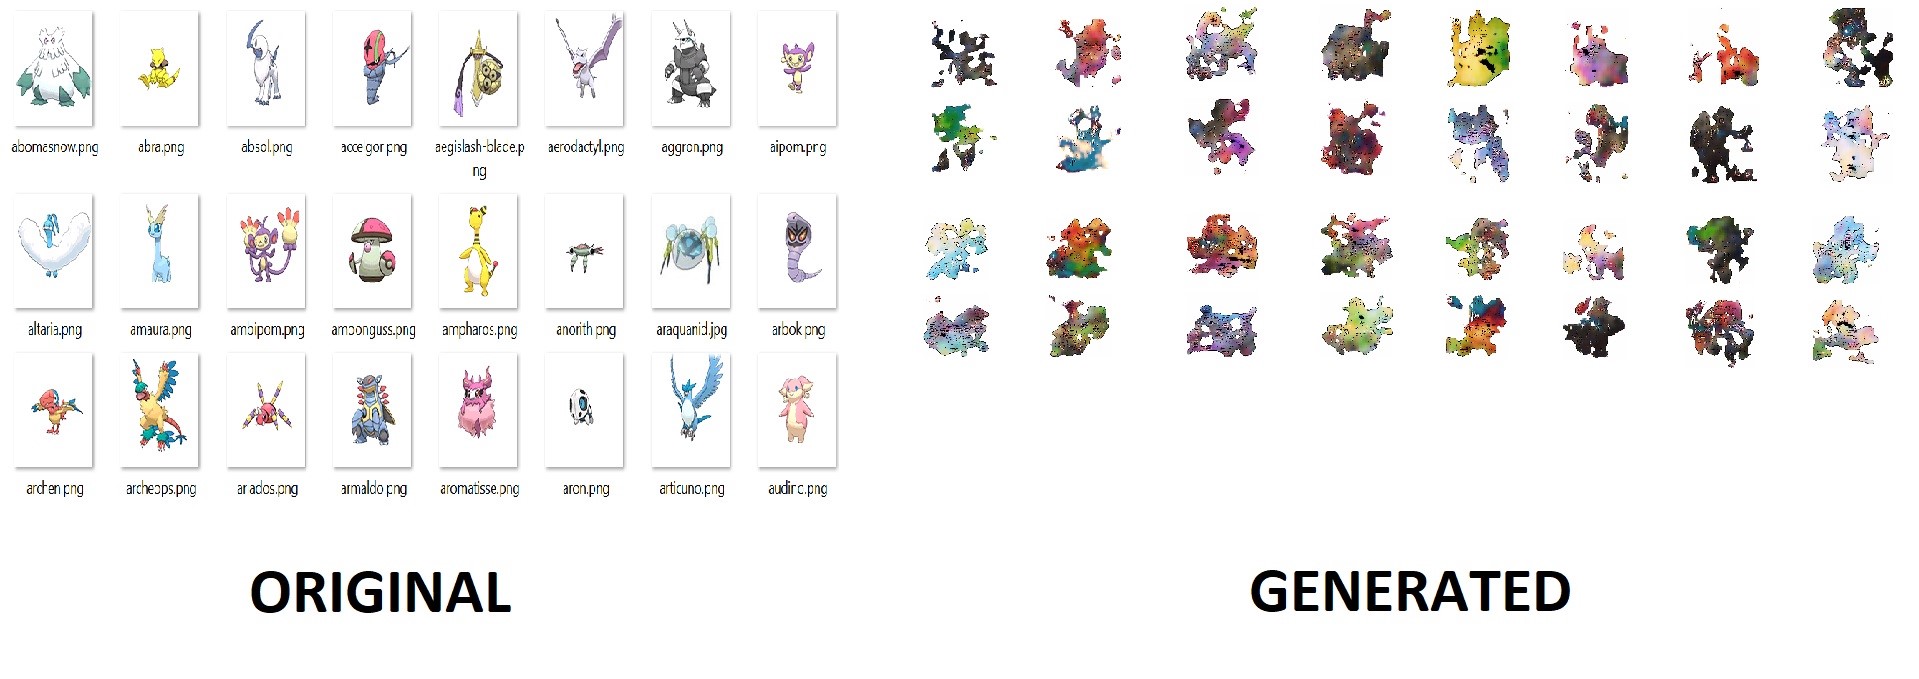 abomasnow.png abra.png absol.png accelgor.png aegislash-blade.p aerodactyl.png aggron.png aipom.png
ng
altaria.png amaura.png ambipom.png amoonguss.png ampharos.png anorith.png araquanid.jpg arbok.png
archen.png archeops.png ariados.png armaldo.png aromatisse.png aron.png articuno.png audino.png
ORIGINAL GENERATED